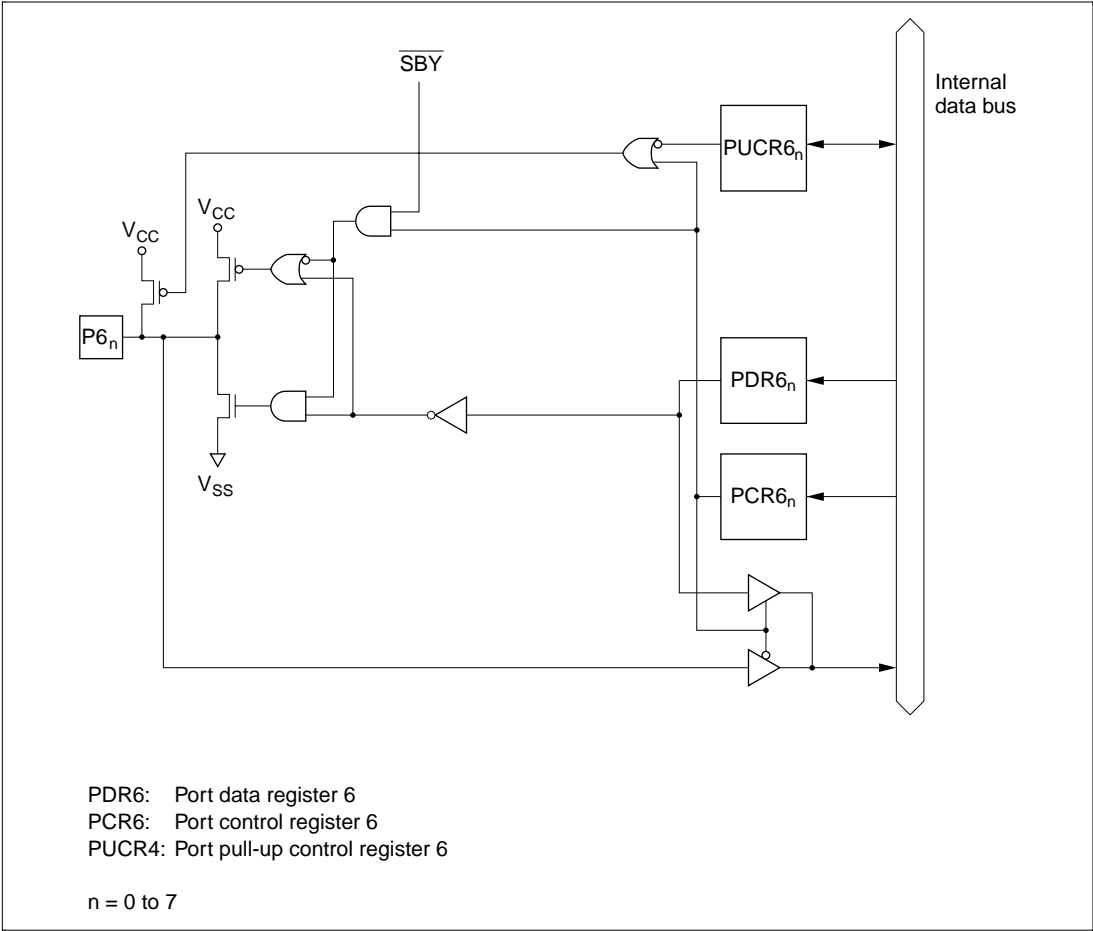 SBY
Internal
data bus
PUCR6n
VCC
VCC
P6n
PDR6n
VSS
PCR6n
PDR6: Port data register 6
PCR6: Port control register 6
PUCR4: Port pull-up control register 6
n = 0 to 7